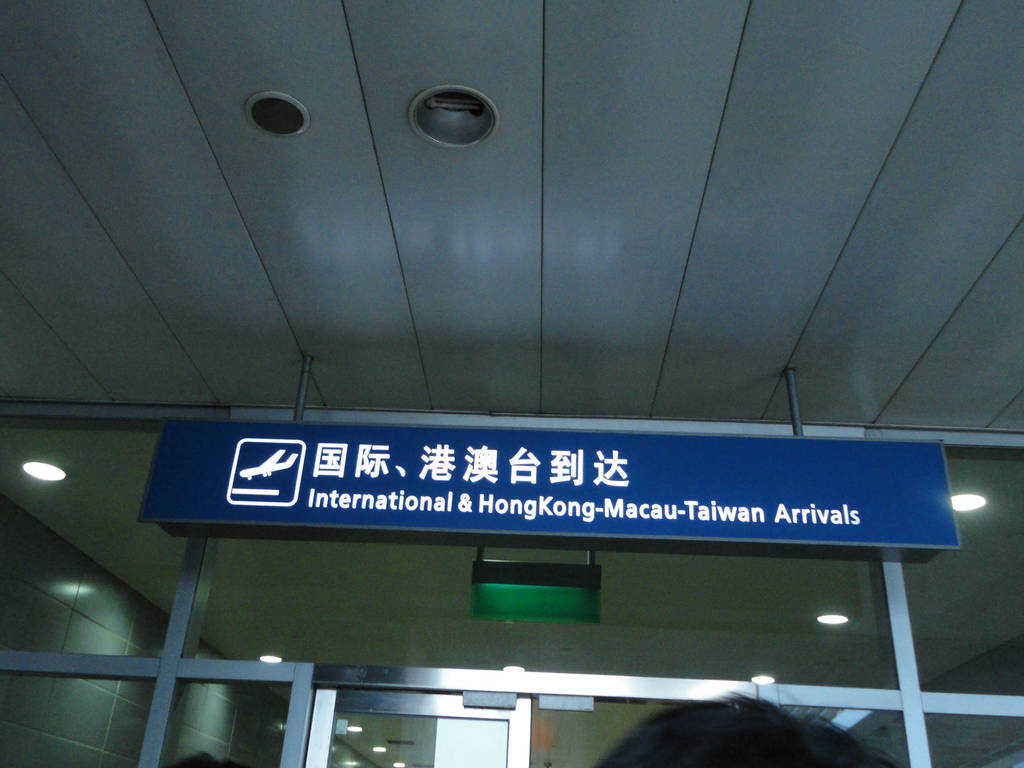 国际、港澳台到达
International & HongKong-Macau-Taiwan Arrivals